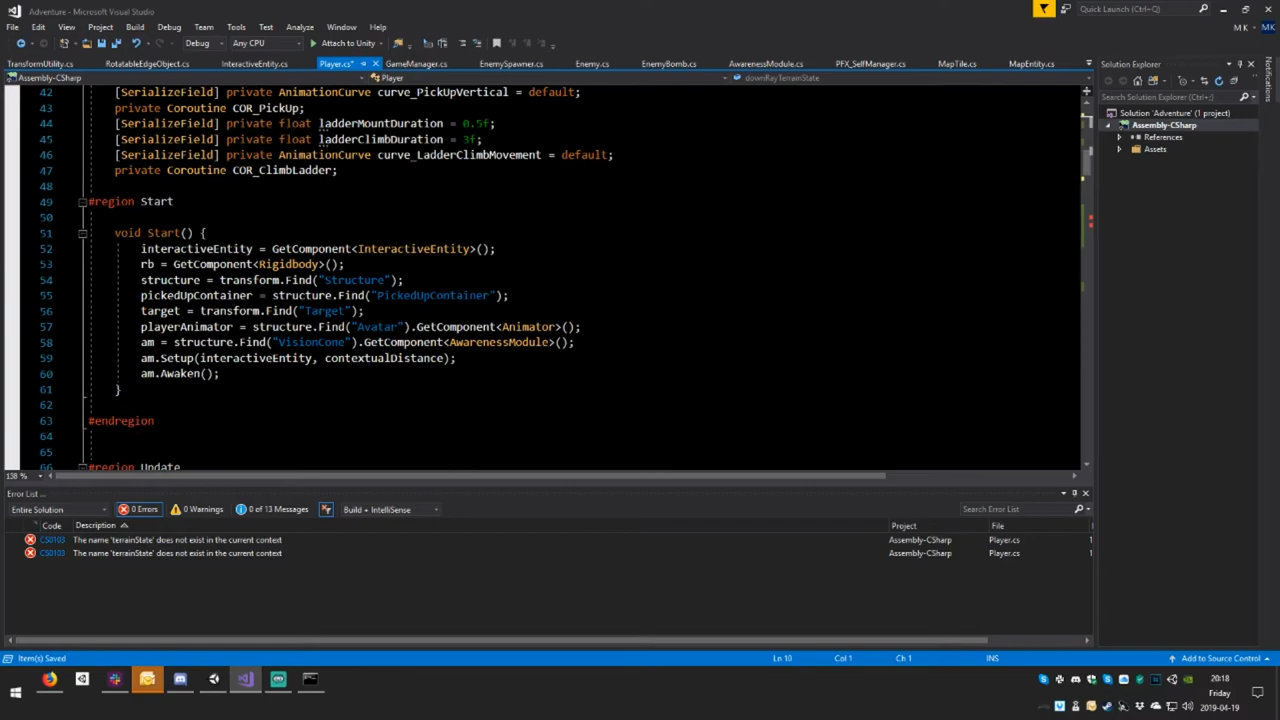 Adventure - Microsoft Visual Studio
Quick Launch (Ctrl+Q)
File Edit View Project Build Debug Team Tools Test Analyze Window Help
M K MK
Debug Any CPU Attach to Unity
TransformUtility.cs RotatableEdgeObject.cs InteractiveEntity.cs Player.cs* GameManager.cs EnemySpawner.cs Enemy.cs EnemyBomb.cs AwarenessModule.cs PFX_SelfManager.cs MapTile.cs MapEntity.cs
Assembly-CSharp Player downRayTerrainState
42 [SerializeField] private AnimationCurve curve_PickUpVertical = default;
43 private Coroutine COR_PickUp;
44 [SerializeField] private float ladderMountDuration = 0.5f;
45 [SerializeField] private float ladderClimbDuration = 3f;
46 [SerializeField] private AnimationCurve curve_LadderClimbMovement = default;
47 private Coroutine COR_ClimbLadder;
48
49 #region Start
50
51 void Start() {
52 interactiveEntity = GetComponent<InteractiveEntity>();
53 rb = GetComponent<Rigidbody>();
54 structure = transform.Find("Structure");
55 pickedUpContainer = structure.Find("PickedUpContainer");
56 target = transform.Find("Target");
57 playerAnimator = structure.Find("Avatar").GetComponent<Animator>();
58 am = structure.Find("VisionCone").GetComponent<AwarenessModule>();
59 am.Setup(interactiveEntity, contextualDistance);
60 am.Awaken();
61 }
62
63 #endregion
64
65
66 #region Update
138 %
Solution Explorer
Search Solution Explorer (Ctrl+;)
Solution 'Adventure' (1 project)
Assembly-CSharp
References
Assets
Notifications
Error List ...
Entire Solution 0 Errors 0 Warnings 0 of 13 Messages Build + IntelliSense Search Error List
Code Description Project File
CS0103 The name 'terrainState' does not exist in the current context Assembly-CSharp Player.cs 1
CS0103 The name 'terrainState' does not exist in the current context Assembly-CSharp Player.cs 1
Item(s) Saved Ln 10 Col 1 Ch 1 INS Add to Source Control
20:18
Friday
2019-04-19